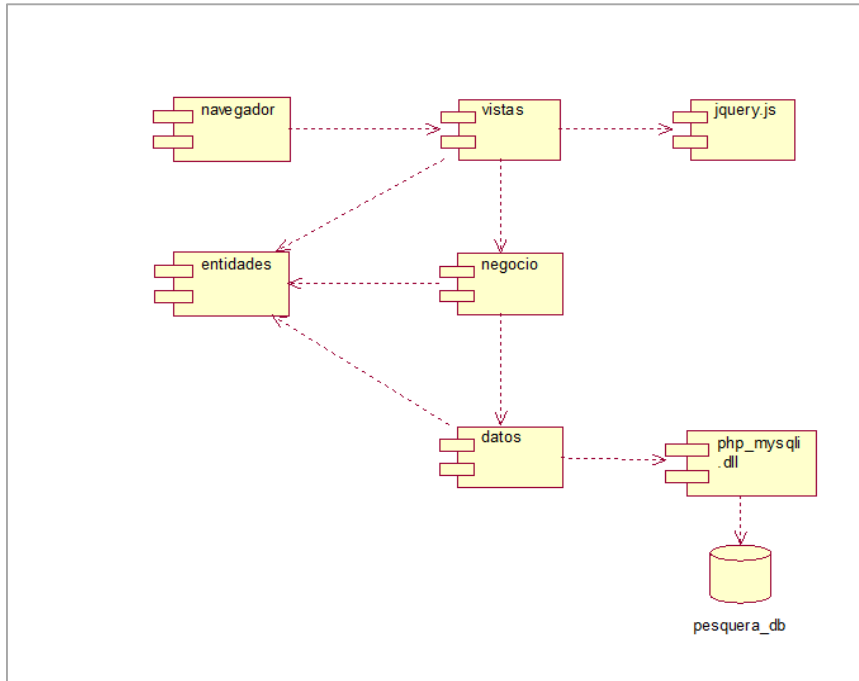 navegador
vistas
jquery.js
entidades
negocio
datos
php_mysqli
.dll
pesquera_db